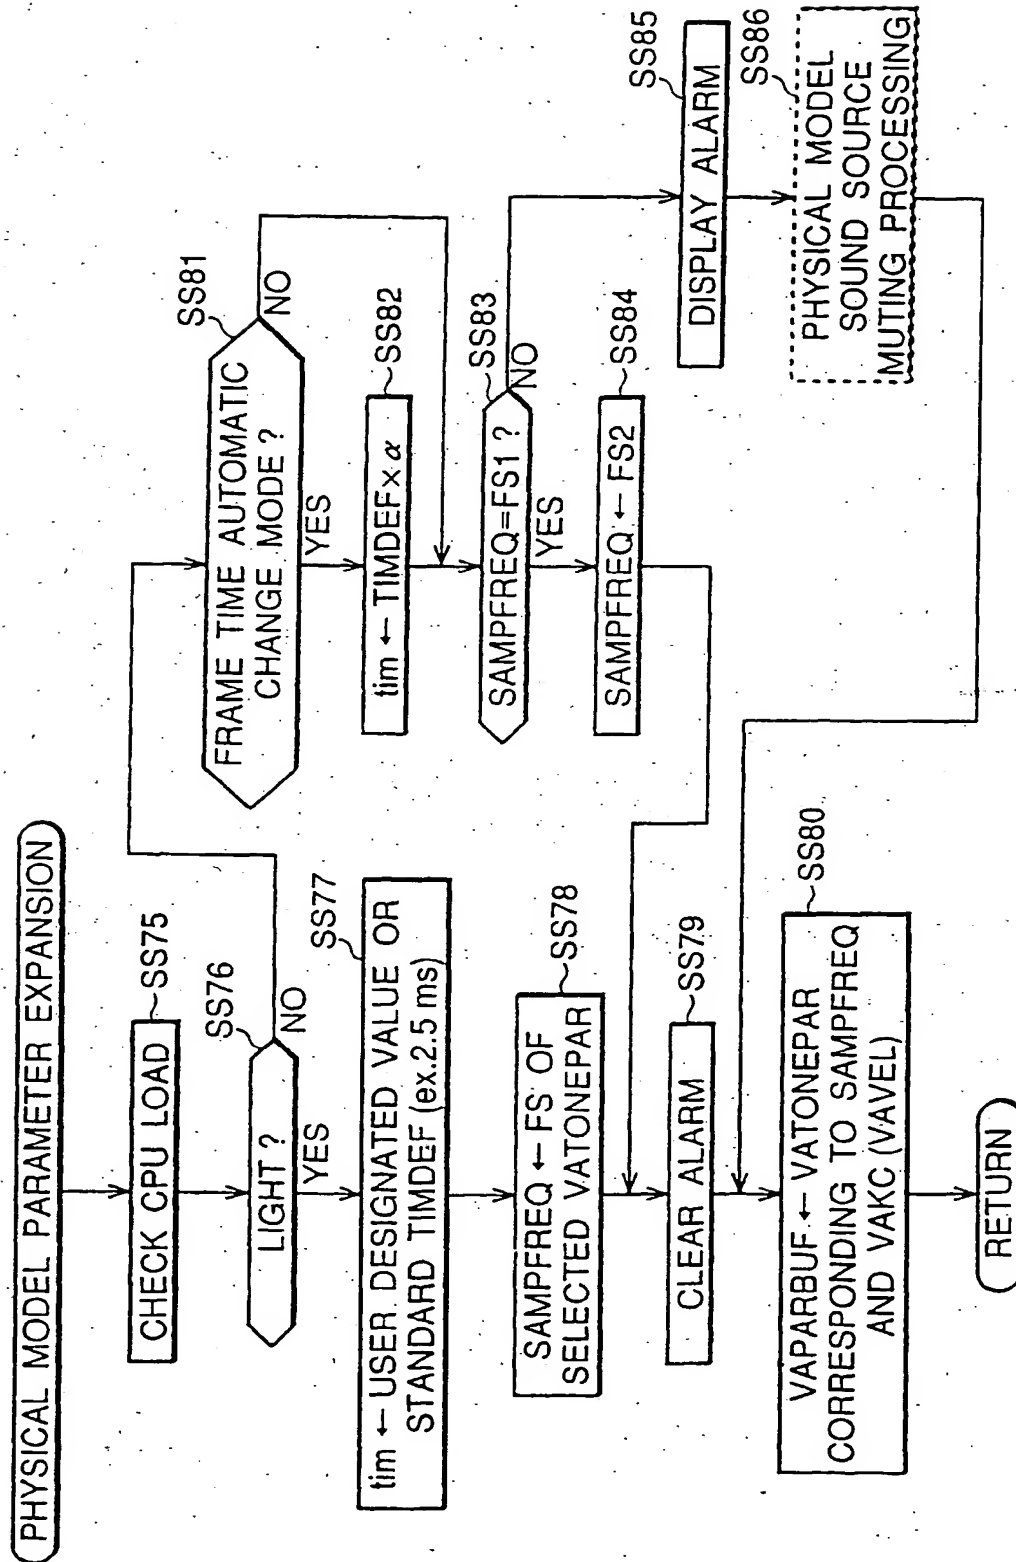 PHYSICAL MODEL PARAMETER EXPANSION
CHECK CPU LOAD
SS75
LIGHT ?
SS76
NO
YES
tim ← USER DESIGNATED VALUE OR
STANDARD TIMDEF (ex.2.5 ms)
SS77
SAMPFREQ ← FS OF
SELECTED VATONEPAR
SS78
CLEAR ALARM
SS79
VAPARBUF ← VATONEPAR
CORRESPONDING TO SAMPFREQ
AND VAKC (VAVEL)
SS80
RETURN
FRAME TIME AUTOMATIC
CHANGE MODE ?
SS81
NO
YES
tim ← TIMDEF×α
SS82
SAMPFREQ=FS1 ?
SS83
NO
YES
SAMPFREQ ← FS2
SS84
DISPLAY ALARM
SS85
PHYSICAL MODEL
SOUND SOURCE
MUTING PROCESSING
SS86